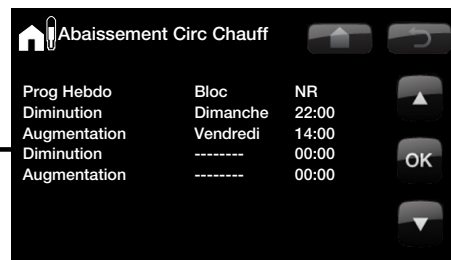 Abaissement Circ Chauff
Prog Hebdo Bloc NR
Diminution Dimanche 22:00
Augmentation Vendredi 14:00
Diminution -------- 00:00
Augmentation -------- 00:00
OK